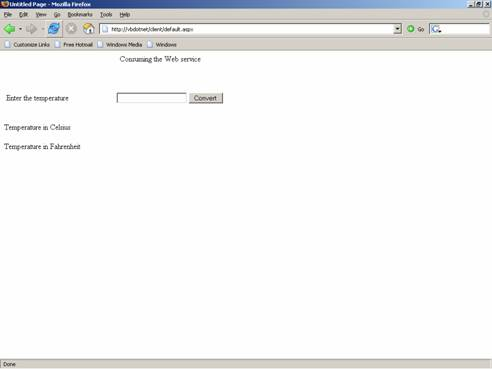 Untitled Page - Mozilla Firefox
File Edit View Go Bookmarks Tools Help
http://vbdotnet/client/default.aspx Go
Customize Links Free Hotmail Windows Media Windows
Consuming the Web service
Enter the temperature Convert
Temperature in Celsius
Temperature in Fahrenheit
Done